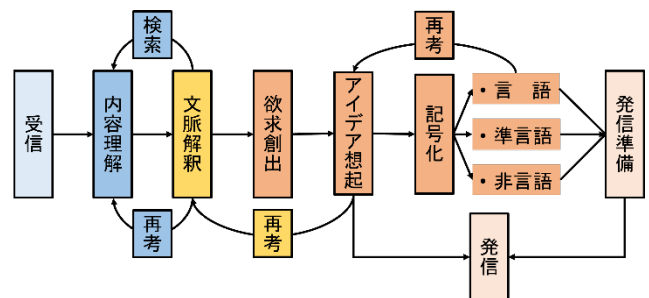 検索
再考
受信
内容理解
文脈解釈
欲求創出
アイデア想起
記号化
・言　語
・準言語
・非言語
発信準備
再考
再考
発信